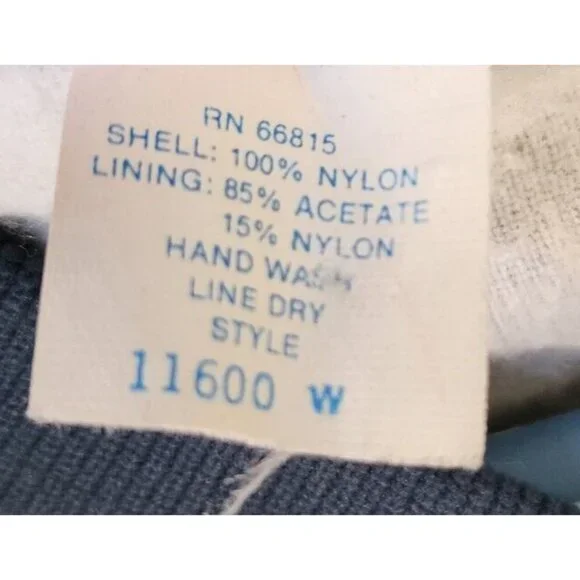 RN 66815
SHELL: 100% NYLON
LINING: 85% ACETATE
15% NYLON
HAND WASH
LINE DRY
STYLE
11600 W